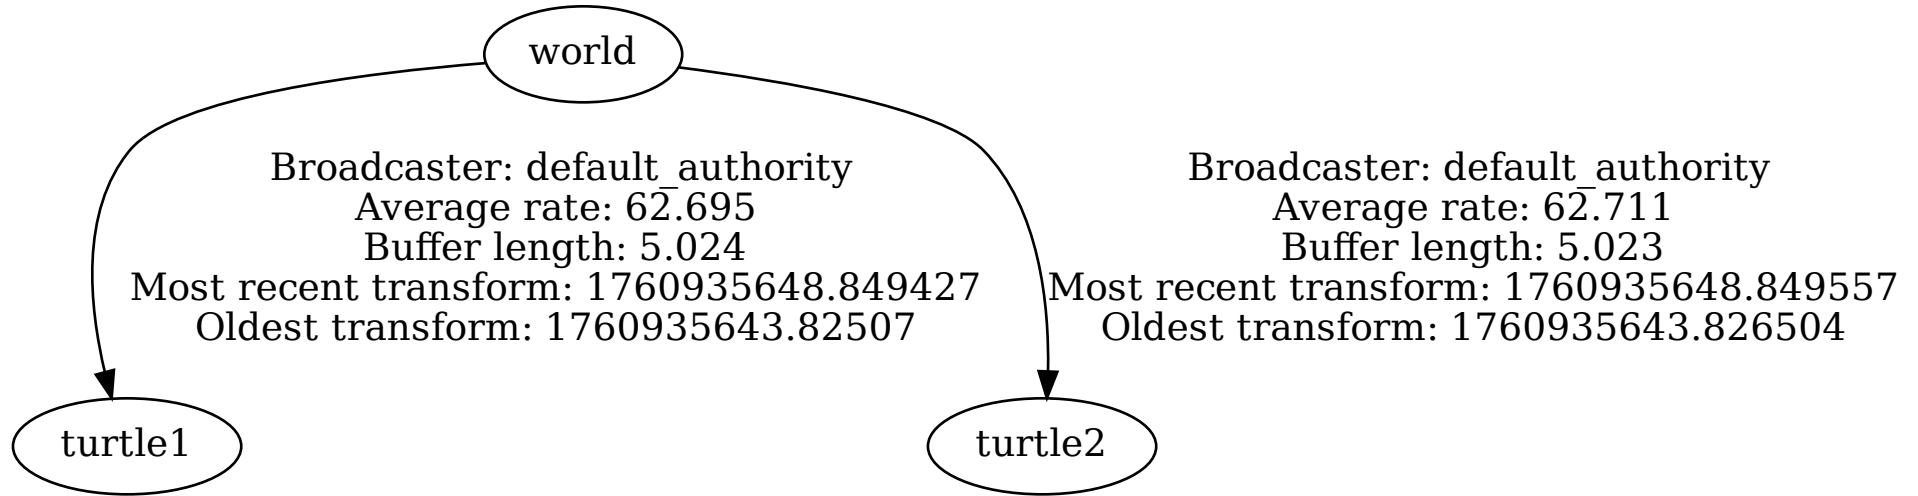 world
Broadcaster: default_authority
Average rate: 62.695
Buffer length: 5.024
Most recent transform: 1760935648.849427
Oldest transform: 1760935643.82507
Broadcaster: default_authority
Average rate: 62.711
Buffer length: 5.023
Most recent transform: 1760935648.849557
Oldest transform: 1760935643.826504
turtle1
turtle2